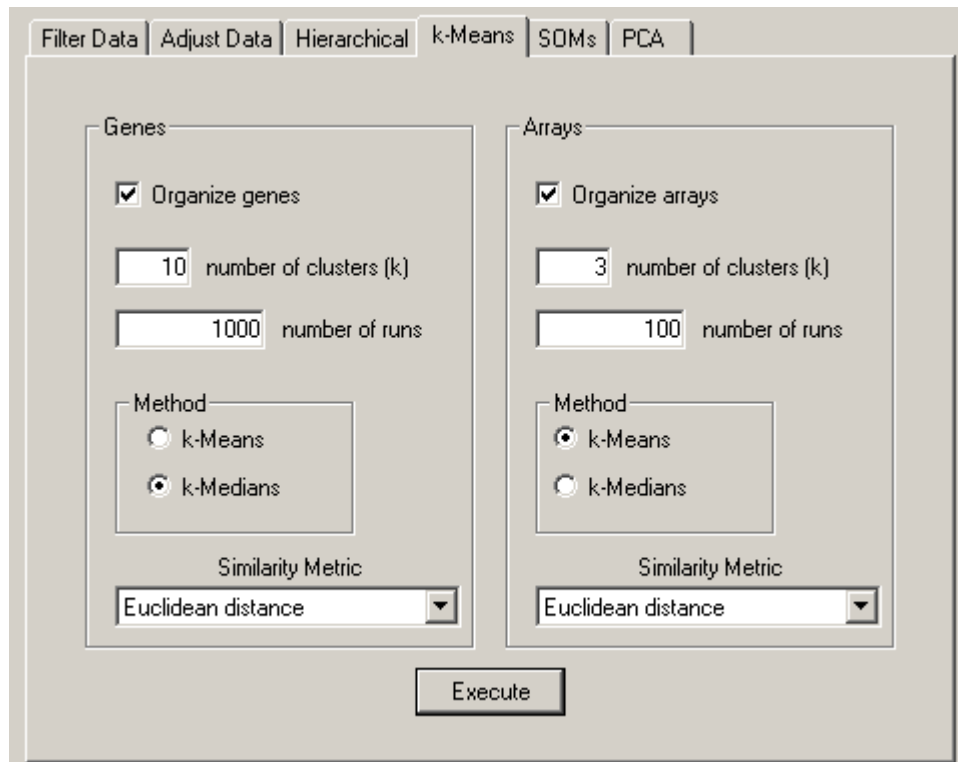 Filter Data Adjust Data Hierarchical k-Means SOMs PCA
Genes
Organize genes
10 number of clusters (k)
1000 number of runs
Method
k-Means
k-Medians
Similarity Metric
Euclidean distance
Arrays
Organize arrays
3 number of clusters (k)
100 number of runs
Method
k-Means
k-Medians
Similarity Metric
Euclidean distance
Execute